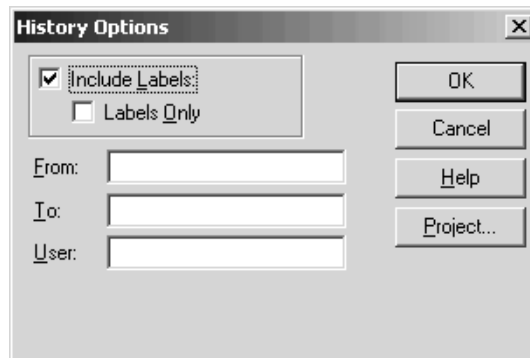 History Options
Include Labels:
Labels Only
From:
To:
User:
OK
Cancel
Help
Project...